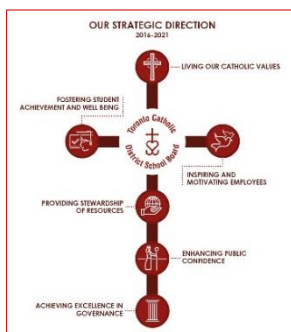 OUR STRATEGIC DIRECTION
2016-2021
LIVING OUR CATHOLIC VALUES
FOSTERING STUDENT
ACHIEVEMENT AND WELL BEING
Toronto Catholic
District School Board
INSPIRING AND
MOTIVATING EMPLOYEES
PROVIDING STEWARDSHIP
OF RESOURCES
ENHANCING PUBLIC
CONFIDENCE
ACHIEVING EXCELLENCE IN
GOVERNANCE